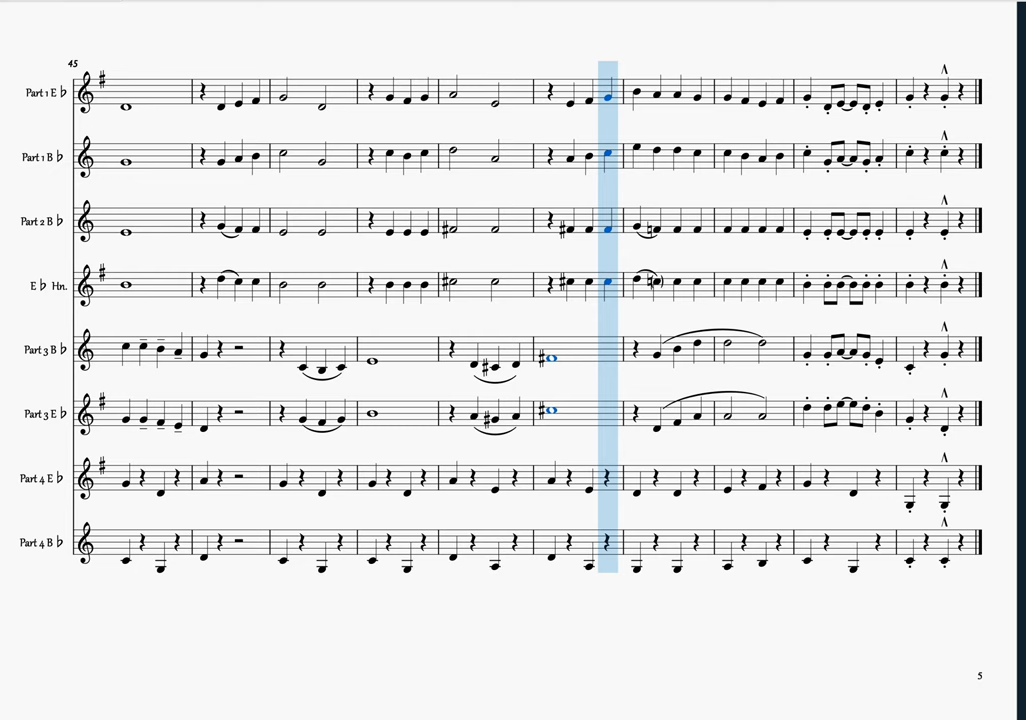 45
Part 1 E♭
Part 1 B♭
Part 2 B♭
E♭ Hn.
Part 3 B♭
Part 3 E♭
Part 4 E♭
Part 4 B♭
5